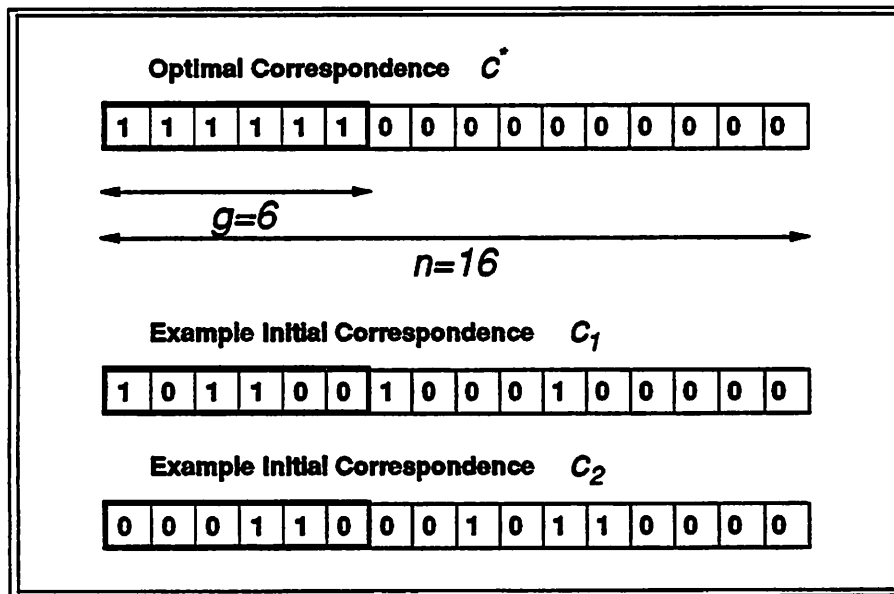 Optimal Correspondence C*
1 1 1 1 1 1 0 0 0 0 0 0 0 0 0 0
g=6
n=16
Example Initial Correspondence C1
1 0 1 1 0 0 1 0 0 0 1 0 0 0 0 0
Example Initial Correspondence C2
0 0 0 1 1 0 0 0 1 0 1 1 0 0 0 0